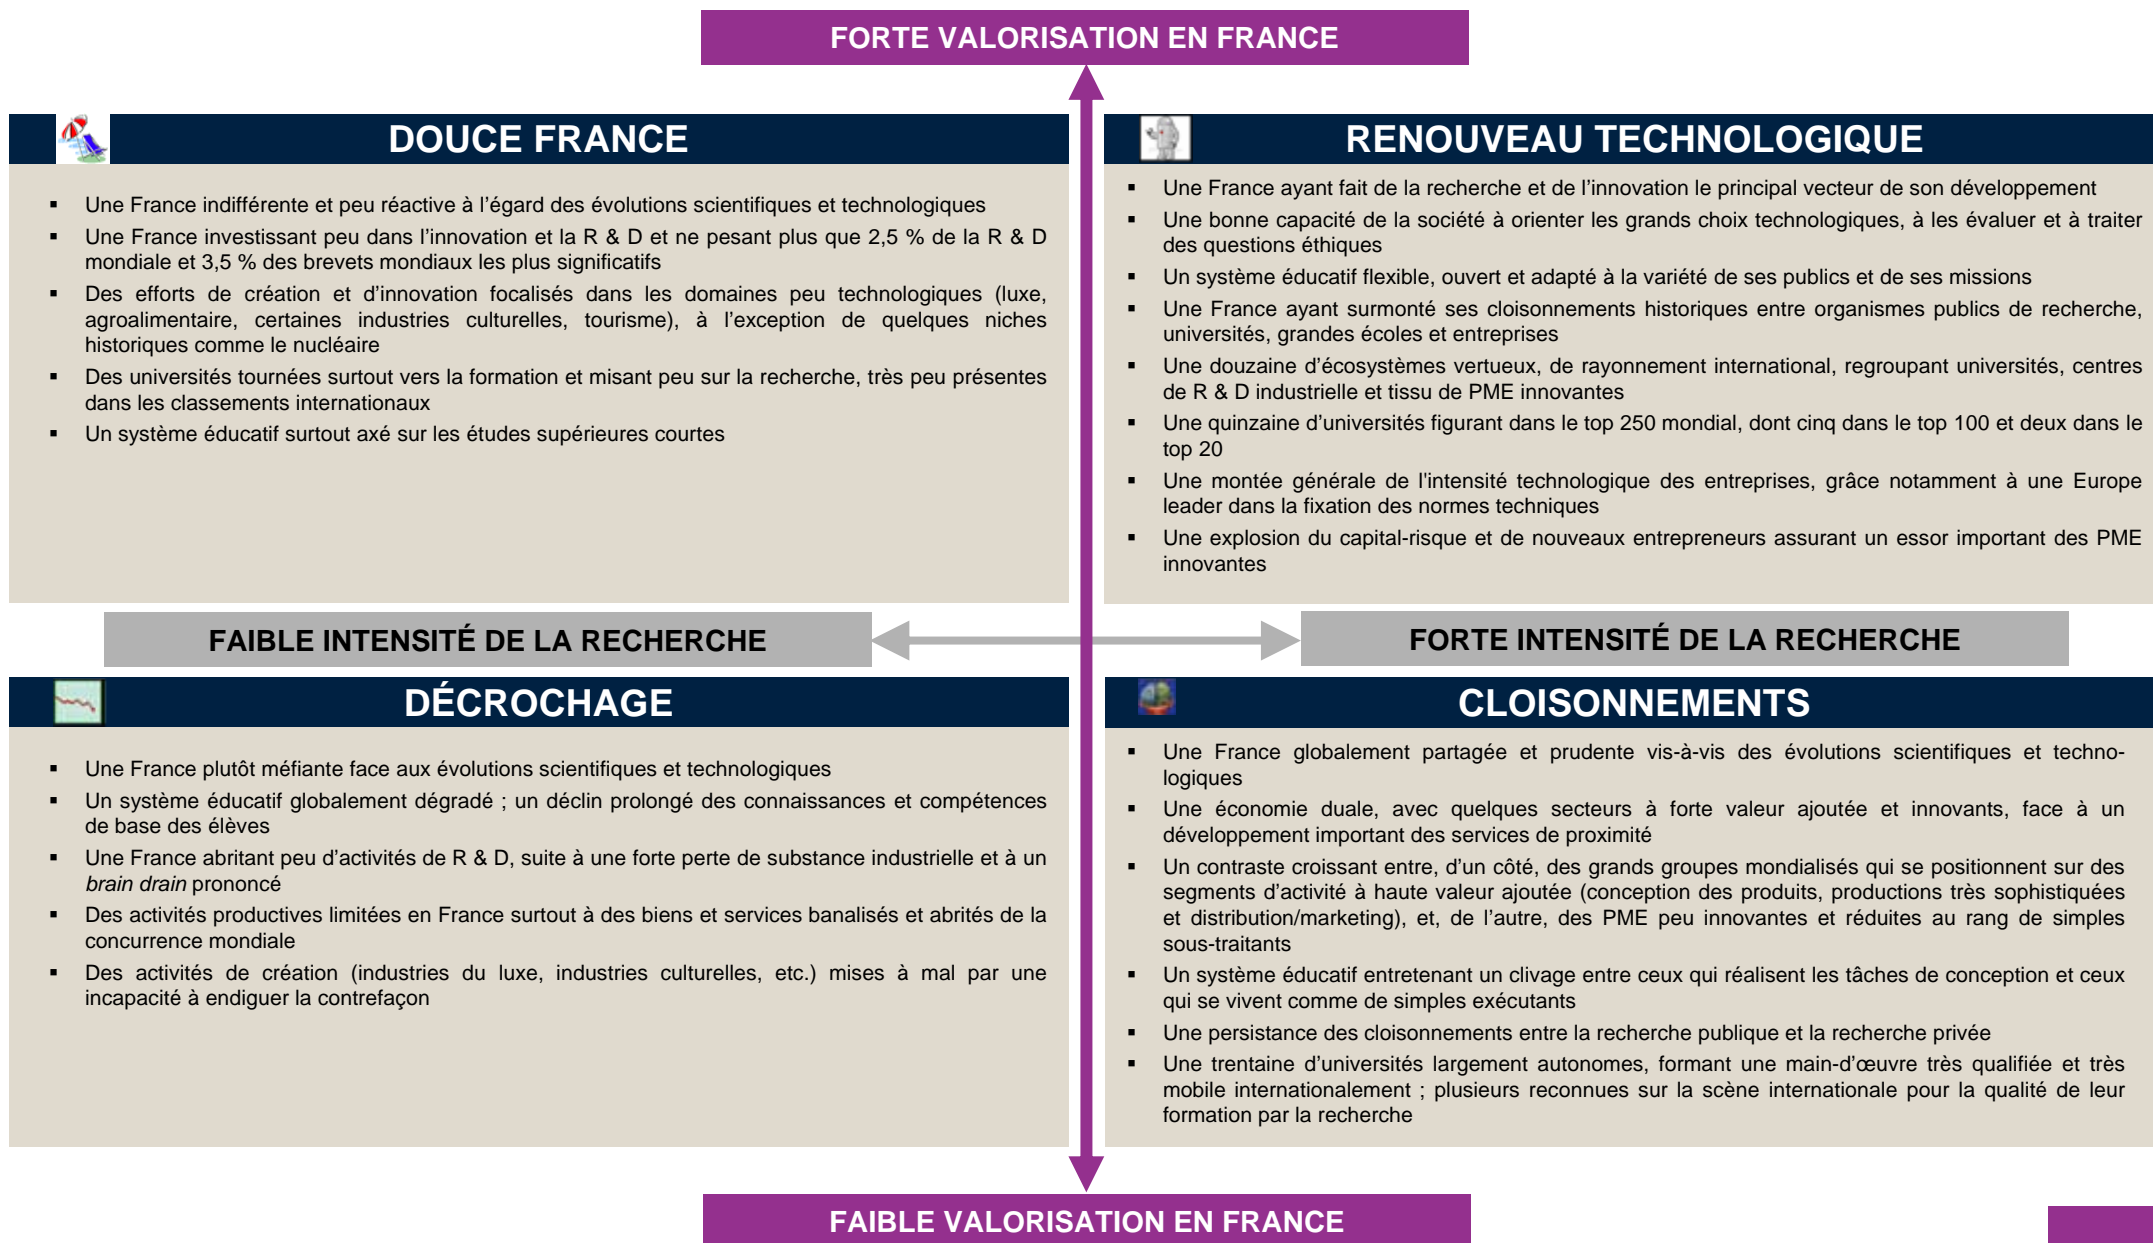 FORTE VALORISATION EN FRANCE
DOUCE FRANCE
▪ Une France indifférente et peu réactive à l’égard des évolutions scientifiques et technologiques
▪ Une France investissant peu dans l’innovation et la R & D et ne pesant plus que 2,5 % de la R & D
mondiale et 3,5 % des brevets mondiaux les plus significatifs
▪ Des efforts de création et d’innovation focalisés dans les domaines peu technologiques (luxe,
agroalimentaire, certaines industries culturelles, tourisme), à l’exception de quelques niches
historiques comme le nucléaire
▪ Des universités tournées surtout vers la formation et misant peu sur la recherche, très peu présentes
dans les classements internationaux
▪ Un système éducatif surtout axé sur les études supérieures courtes
RENOUVEAU TECHNOLOGIQUE
▪ Une France ayant fait de la recherche et de l’innovation le principal vecteur de son développement
▪ Une bonne capacité de la société à orienter les grands choix technologiques, à les évaluer et à traiter
des questions éthiques
▪ Un système éducatif flexible, ouvert et adapté à la variété de ses publics et de ses missions
▪ Une France ayant surmonté ses cloisonnements historiques entre organismes publics de recherche,
universités, grandes écoles et entreprises
▪ Une douzaine d’écosystèmes vertueux, de rayonnement international, regroupant universités, centres
de R & D industrielle et tissu de PME innovantes
▪ Une quinzaine d’universités figurant dans le top 250 mondial, dont cinq dans le top 100 et deux dans le
top 20
▪ Une montée générale de l'intensité technologique des entreprises, grâce notamment à une Europe
leader dans la fixation des normes techniques
▪ Une explosion du capital-risque et de nouveaux entrepreneurs assurant un essor important des PME
innovantes
FAIBLE INTENSITÉ DE LA RECHERCHE
FORTE INTENSITÉ DE LA RECHERCHE
DÉCROCHAGE
▪ Une France plutôt méfiante face aux évolutions scientifiques et technologiques
▪ Un système éducatif globalement dégradé ; un déclin prolongé des connaissances et compétences
de base des élèves
▪ Une France abritant peu d’activités de R & D, suite à une forte perte de substance industrielle et à un
brain drain prononcé
▪ Des activités productives limitées en France surtout à des biens et services banalisés et abrités de la
concurrence mondiale
▪ Des activités de création (industries du luxe, industries culturelles, etc.) mises à mal par une
incapacité à endiguer la contrefaçon
CLOISONNEMENTS
▪ Une France globalement partagée et prudente vis-à-vis des évolutions scientifiques et techno-
logiques
▪ Une économie duale, avec quelques secteurs à forte valeur ajoutée et innovants, face à un
développement important des services de proximité
▪ Un contraste croissant entre, d’un côté, des grands groupes mondialisés qui se positionnent sur des
segments d’activité à haute valeur ajoutée (conception des produits, productions très sophistiquées
et distribution/marketing), et, de l’autre, des PME peu innovantes et réduites au rang de simples
sous-traitants
▪ Un système éducatif entretenant un clivage entre ceux qui réalisent les tâches de conception et ceux
qui se vivent comme de simples exécutants
▪ Une persistance des cloisonnements entre la recherche publique et la recherche privée
▪ Une trentaine d’universités largement autonomes, formant une main-d’œuvre très qualifiée et très
mobile internationalement ; plusieurs reconnues sur la scène internationale pour la qualité de leur
formation par la recherche
FAIBLE VALORISATION EN FRANCE